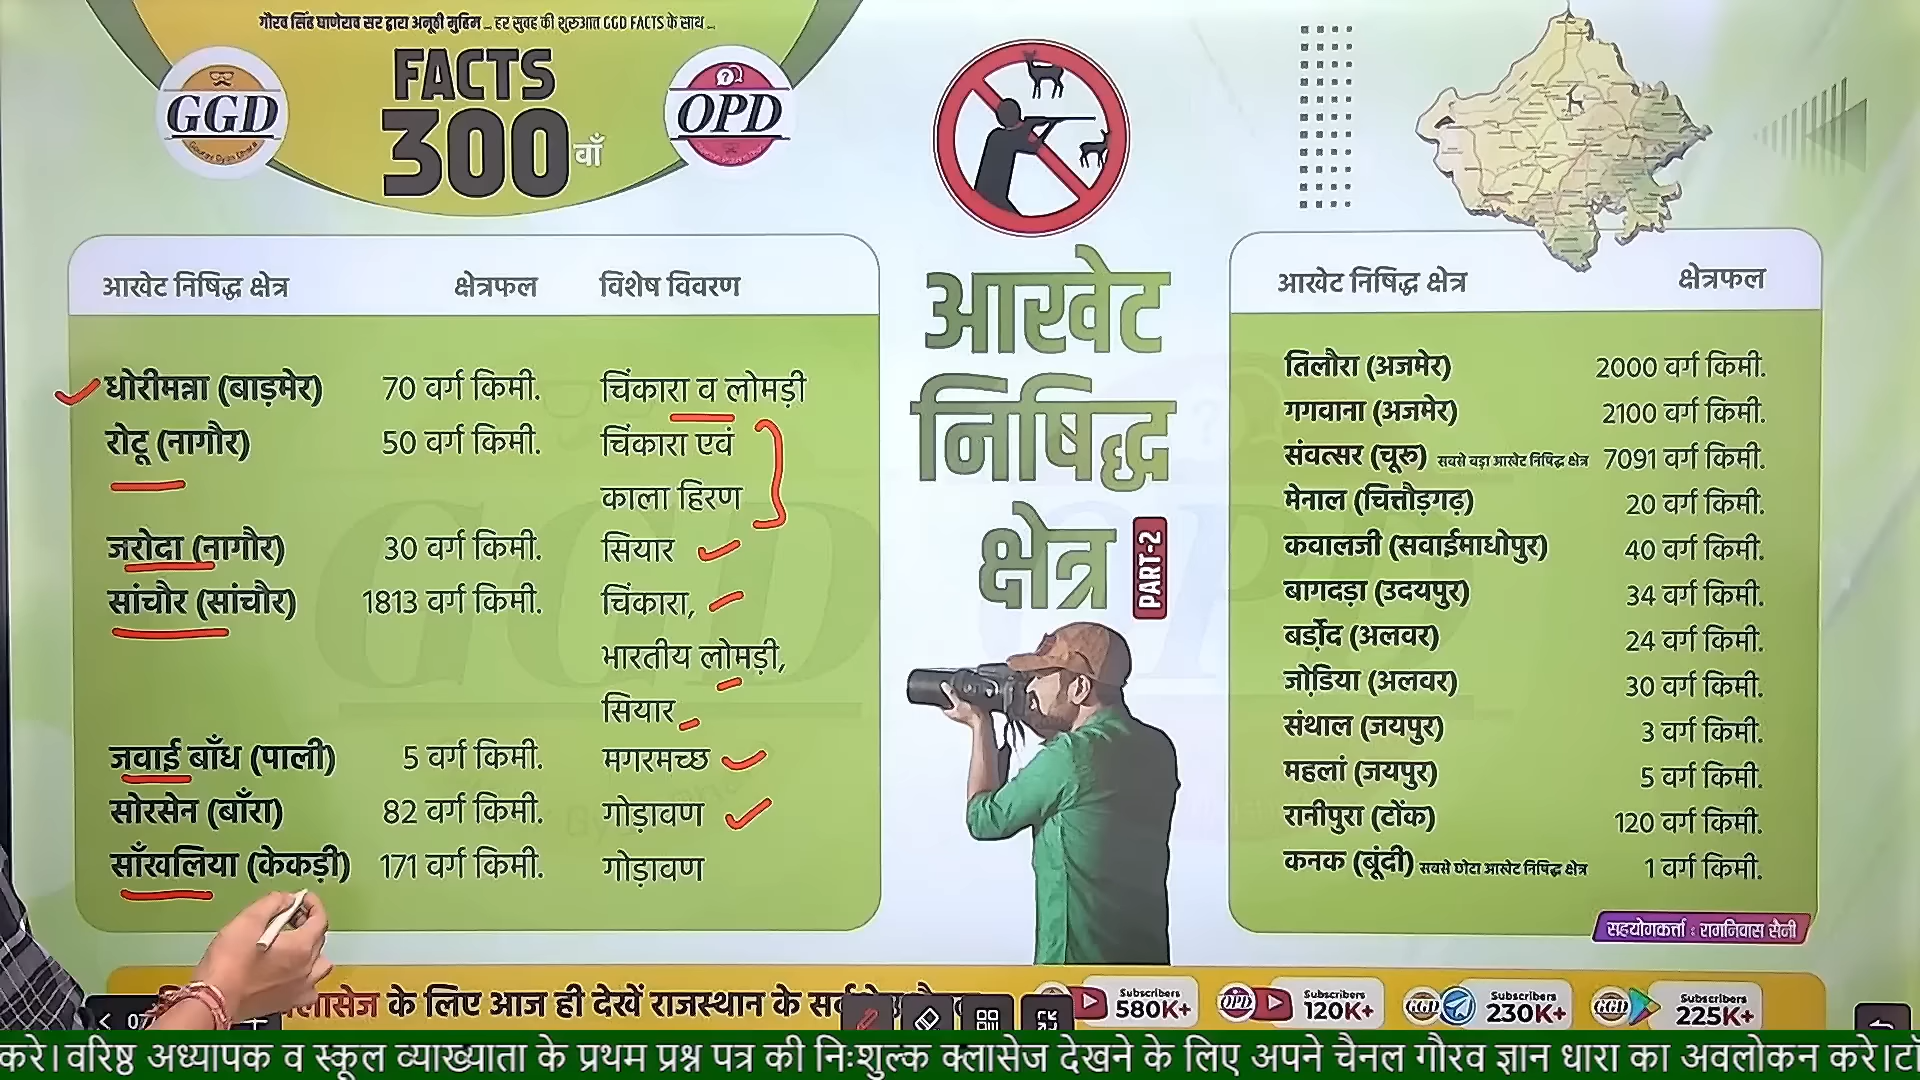 गौरव सिंह घाणेराव सर द्वारा अनूठी मुहिम ... हर सुबह की शुरुआत GGD FACTS के साथ ...
GGD
FACTS
300वाँ
OPD
आखेट निषिद्ध क्षेत्र
PART-2
आखेट निषिद्ध क्षेत्र क्षेत्रफल विशेष विवरण
धोरीमन्ना (बाड़मेर) 70 वर्ग किमी. चिंकारा व लोमड़ी
रोटू (नागौर) 50 वर्ग किमी. चिंकारा एवं
काला हिरण
जरोदा (नागौर) 30 वर्ग किमी. सियार
सांचौर (सांचौर) 1813 वर्ग किमी. चिंकारा,
भारतीय लोमड़ी,
सियार
जवाई बाँध (पाली) 5 वर्ग किमी. मगरमच्छ
सोरसेन (बाँरा) 82 वर्ग किमी. गोड़ावण
साँखलिया (केकड़ी) 171 वर्ग किमी. गोड़ावण
आखेट निषिद्ध क्षेत्र क्षेत्रफल
तिलौरा (अजमेर) 2000 वर्ग किमी.
गगवाना (अजमेर) 2100 वर्ग किमी.
संवत्सर (चूरू) सबसे बड़ा आखेट निषिद्ध क्षेत्र 7091 वर्ग किमी.
मेनाल (चित्तौड़गढ़) 20 वर्ग किमी.
कवालजी (सवाईमाधोपुर) 40 वर्ग किमी.
बागदड़ा (उदयपुर) 34 वर्ग किमी.
बर्ड़ोद (अलवर) 24 वर्ग किमी.
जोड़िया (अलवर) 30 वर्ग किमी.
संथाल (जयपुर) 3 वर्ग किमी.
महलां (जयपुर) 5 वर्ग किमी.
रानीपुरा (टोंक) 120 वर्ग किमी.
कनक (बूंदी) सबसे छोटा आखेट निषिद्ध क्षेत्र 1 वर्ग किमी.
सहयोगकर्त्ता : रामनिवास सैनी
के लिए आज ही देखें राजस्थान के
Subscribers 580K+
OPD Subscribers 120K+
GGD Subscribers 230K+
GGD Subscribers 225K+
करे।वरिष्ठ अध्यापक व स्कूल व्याख्याता के प्रथम प्रश्न पत्र की निःशुल्क क्लासेज देखने के लिए अपने चैनल गौरव ज्ञान धारा का अवलोकन करे।